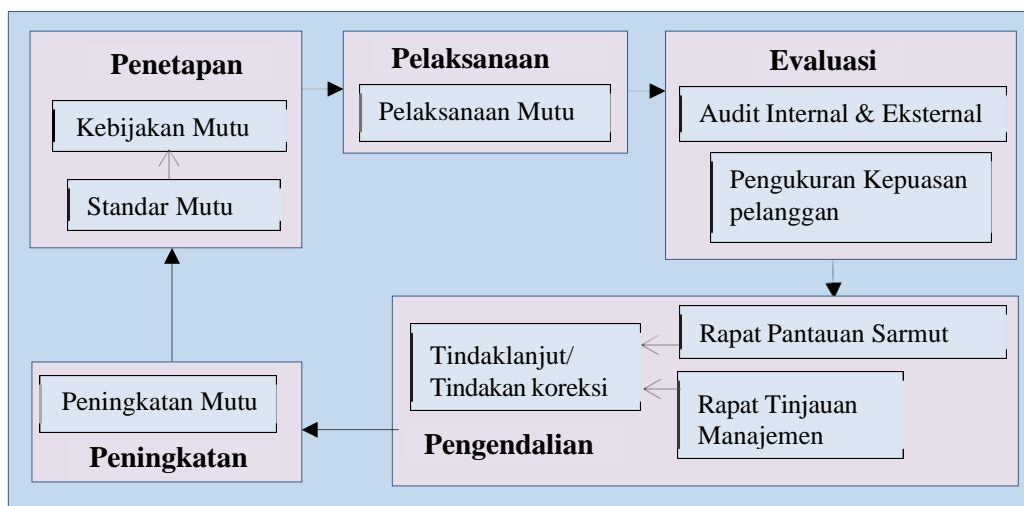 Penetapan
Kebijakan Mutu
Standar Mutu
Pelaksanaan
Pelaksanaan Mutu
Evaluasi
Audit Internal & Eksternal
Pengukuran Kepuasan
pelanggan
Rapat Pantauan Sarmut
Rapat Tinjauan
Manajemen
Tindaklanjut/
Tindakan koreksi
Pengendalian
Peningkatan Mutu
Peningkatan